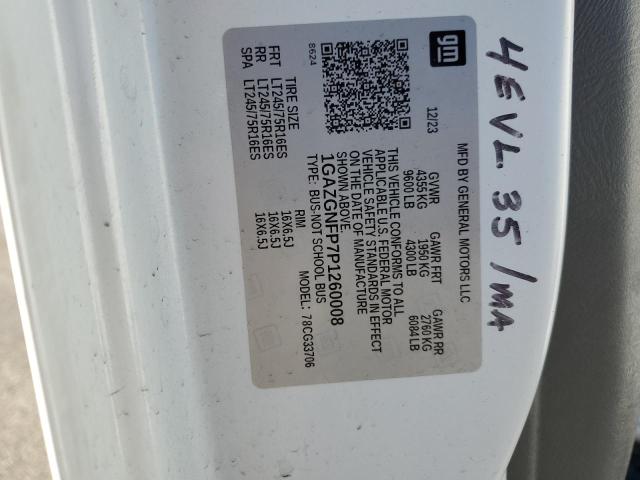 4EVL 35/MA
gm
MFD BY GENERAL MOTORS LLC
12/23 GVWR GAWR FRT GAWR RR
4355 KG 1950 KG 2760 KG
9600 LB 4300 LB 6084 LB
THIS VEHICLE CONFORMS TO ALL
APPLICABLE U.S. FEDERAL MOTOR
VEHICLE SAFETY STANDARDS IN EFFECT
ON THE DATE OF MANUFACTURE
SHOWN ABOVE.
1GAZGNFP7P1260008
TYPE: BUS-NOT SCHOOL BUS MODEL: 78CG33706
8624
TIRE SIZE RIM
FRT LT245/75R16ES 16X6.5J
RR LT245/75R16ES 16X6.5J
SPA LT245/75R16ES 16X6.5J